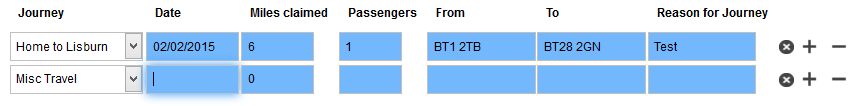 Journey Date Miles claimed Passengers From To Reason for Journey
Home to Lisburn 02/02/2015 6 1 BT1 2TB BT28 2GN Test
Misc Travel 0